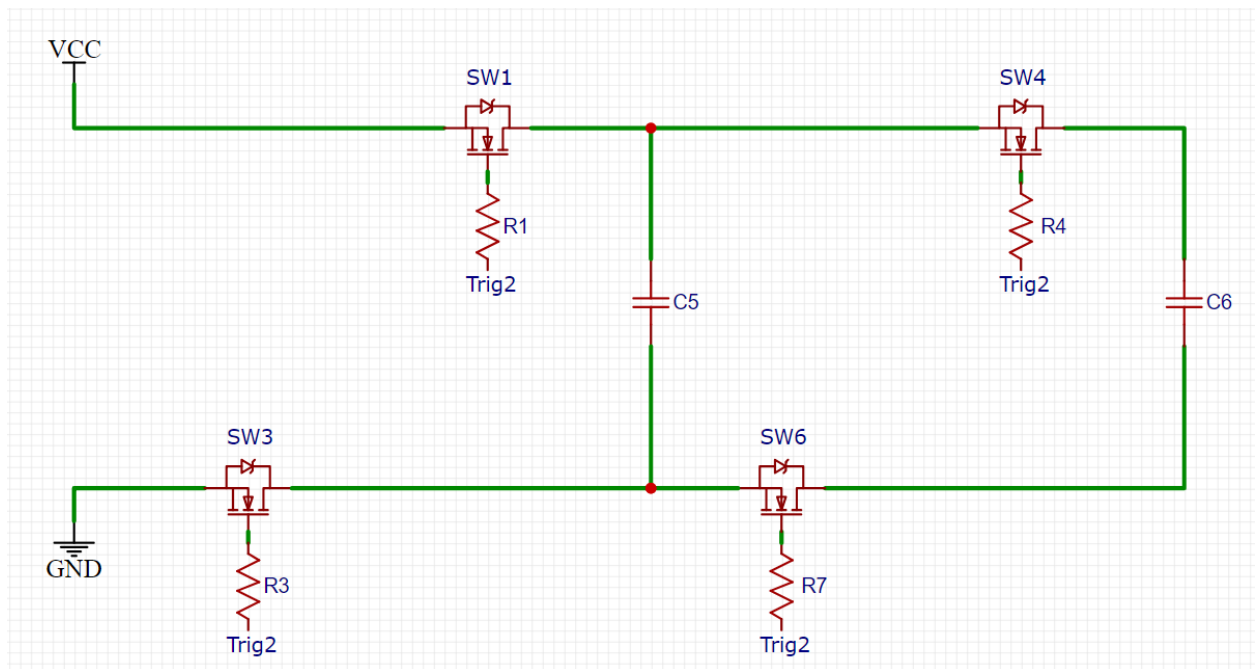 VCC
SW1
SW4
R1
R4
Trig2
Trig2
C5
C6
SW3
SW6
GND
R3
R7
Trig2
Trig2